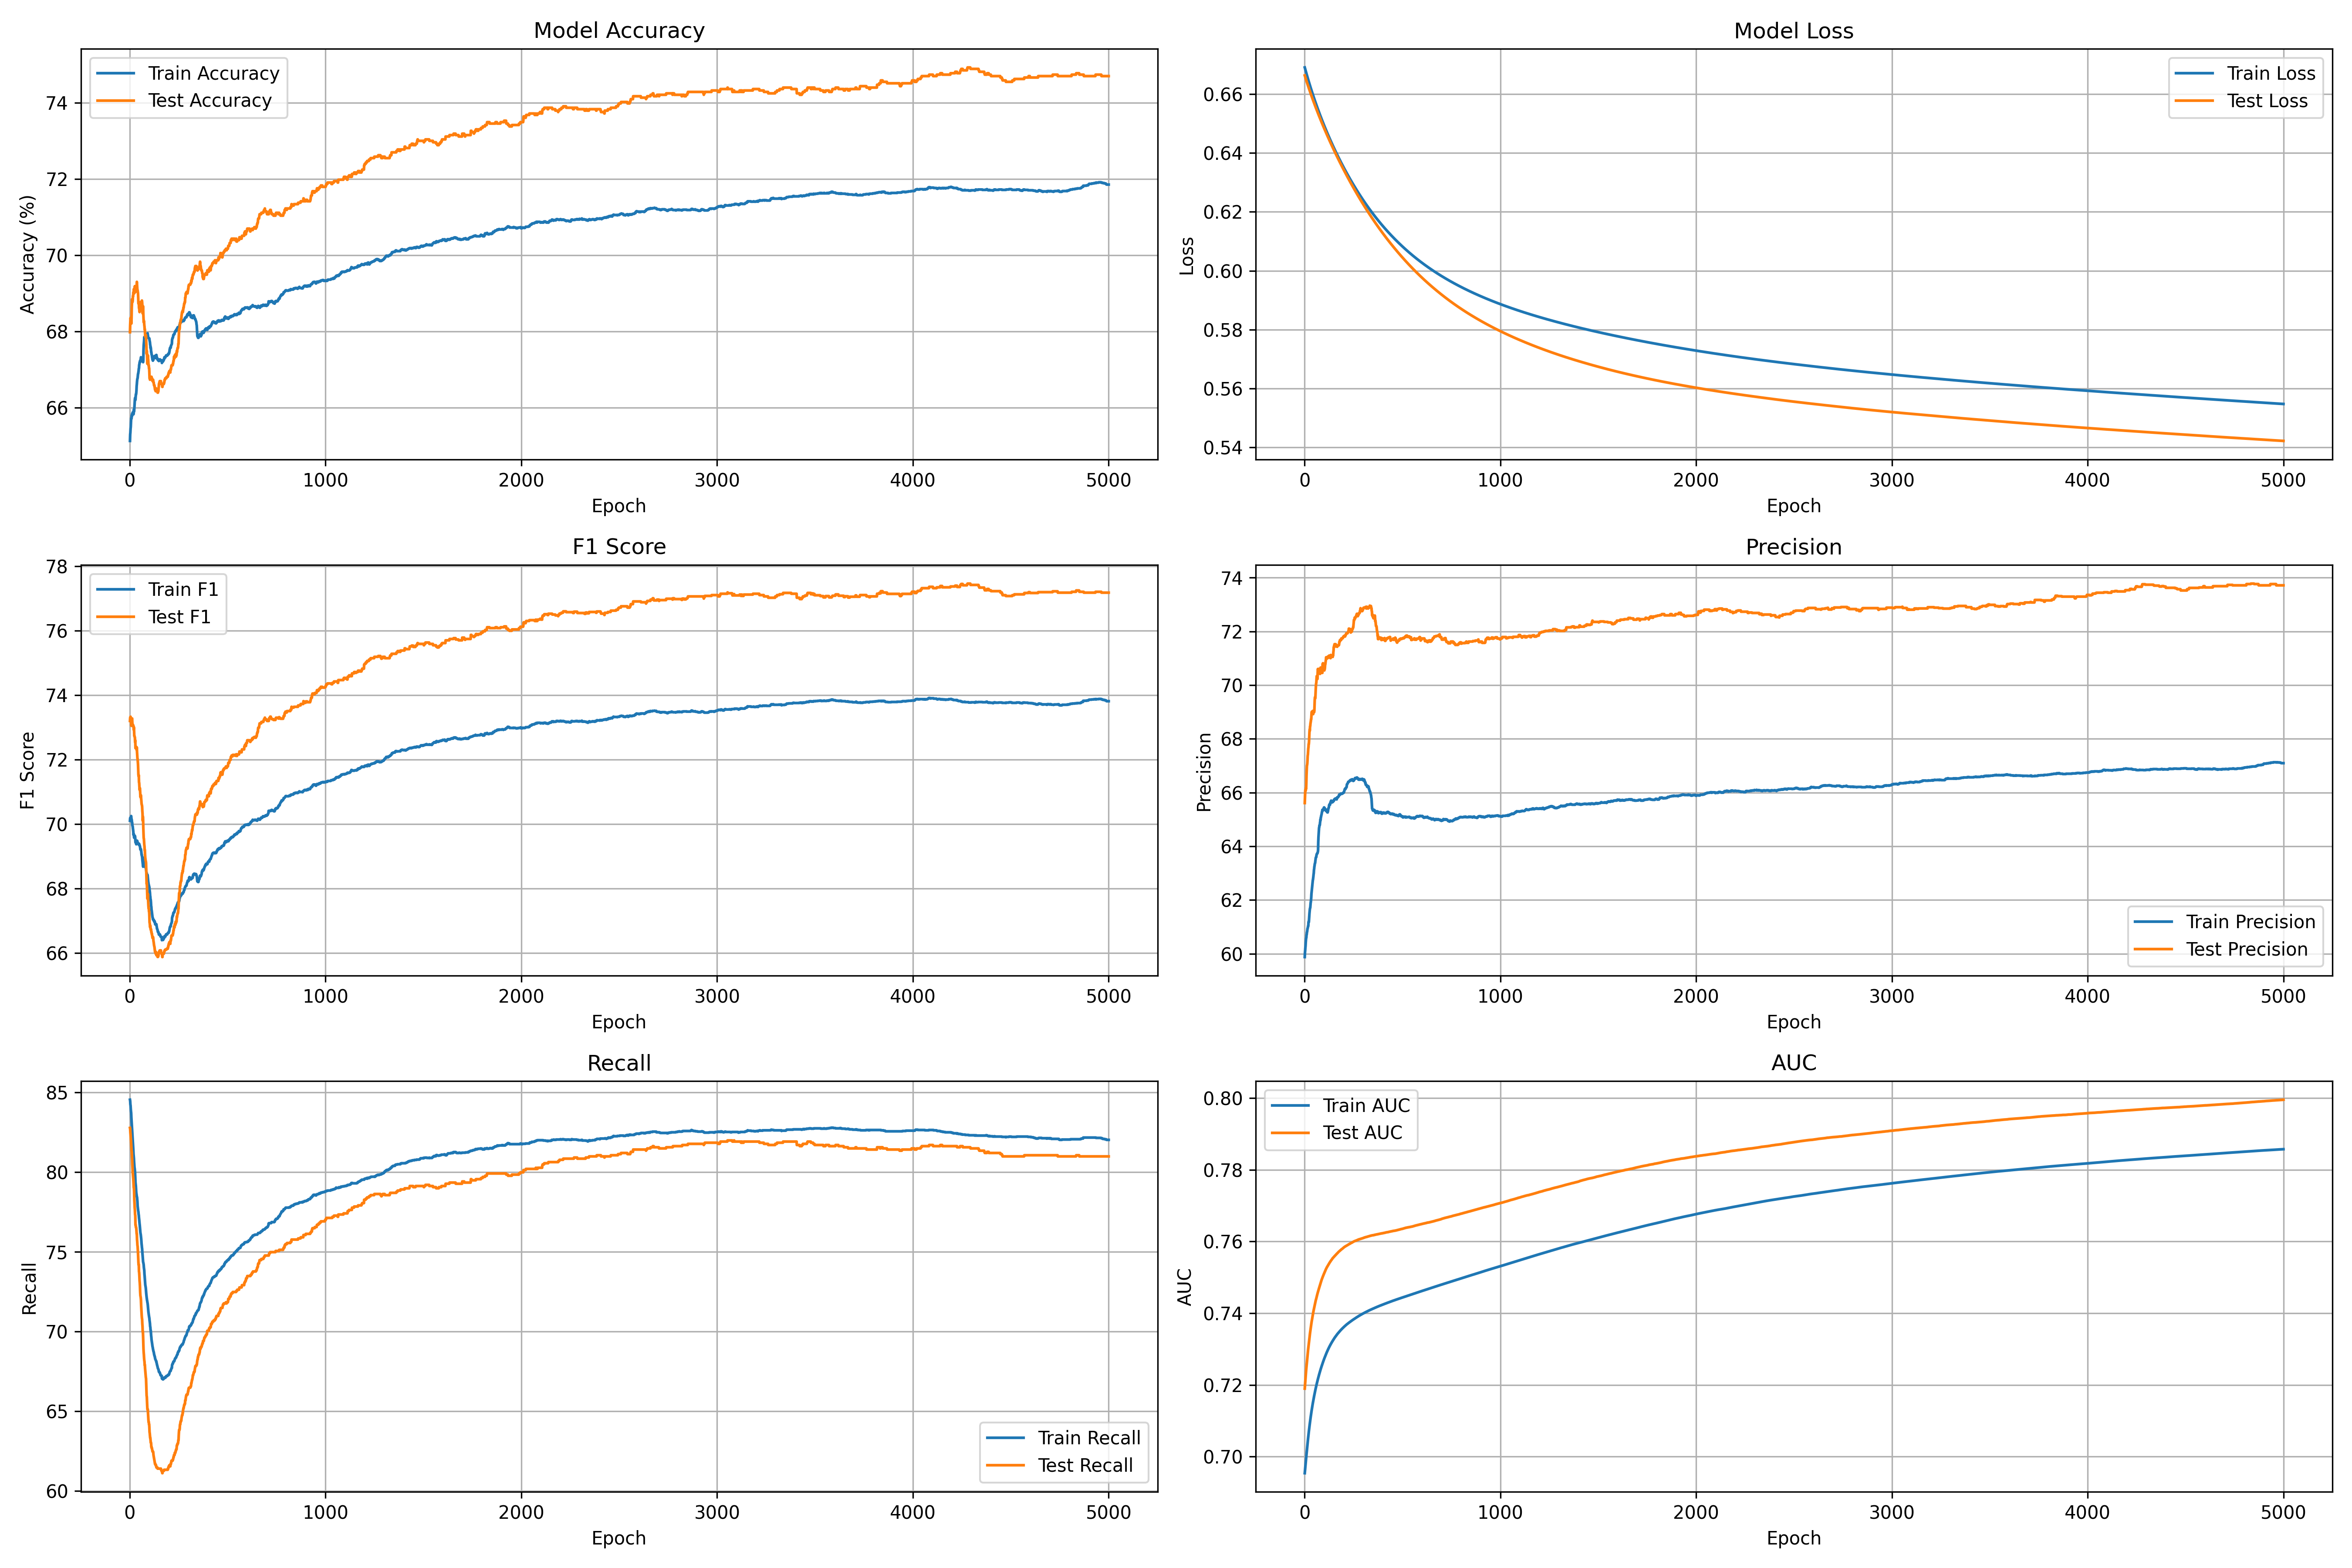 Model Accuracy
Train Accuracy
Test Accuracy
Accuracy (%)
74
72
70
68
66
0 1000 2000 3000 4000 5000
Epoch
Model Loss
Train Loss
Test Loss
Loss
0.66
0.64
0.62
0.60
0.58
0.56
0.54
0 1000 2000 3000 4000 5000
Epoch
F1 Score
Train F1
Test F1
F1 Score
78
76
74
72
70
68
66
0 1000 2000 3000 4000 5000
Epoch
Precision
Train Precision
Test Precision
Precision
74
72
70
68
66
64
62
60
0 1000 2000 3000 4000 5000
Epoch
Recall
Train Recall
Test Recall
Recall
85
80
75
70
65
60
0 1000 2000 3000 4000 5000
Epoch
AUC
Train AUC
Test AUC
AUC
0.80
0.78
0.76
0.74
0.72
0.70
0 1000 2000 3000 4000 5000
Epoch